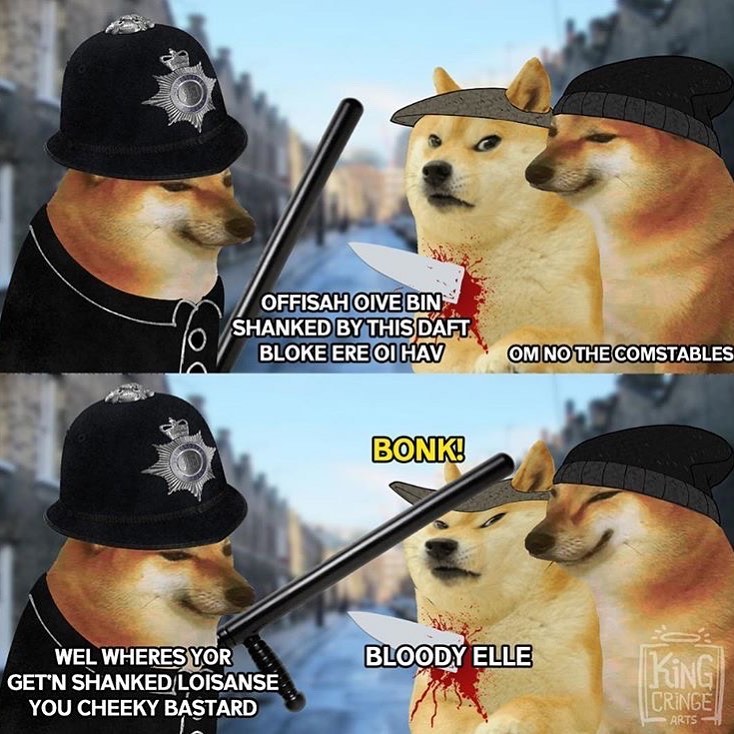 OFFISAH OIVE BIN
SHANKED BY THIS DAFT
BLOKE ERE OI HAV
OM NO THE COMSTABLES
BONK!
WEL WHERES YOR
GET'N SHANKED LOISANSE
YOU CHEEKY BASTARD
BLOODY ELLE
KING
CRINGE
ARTS